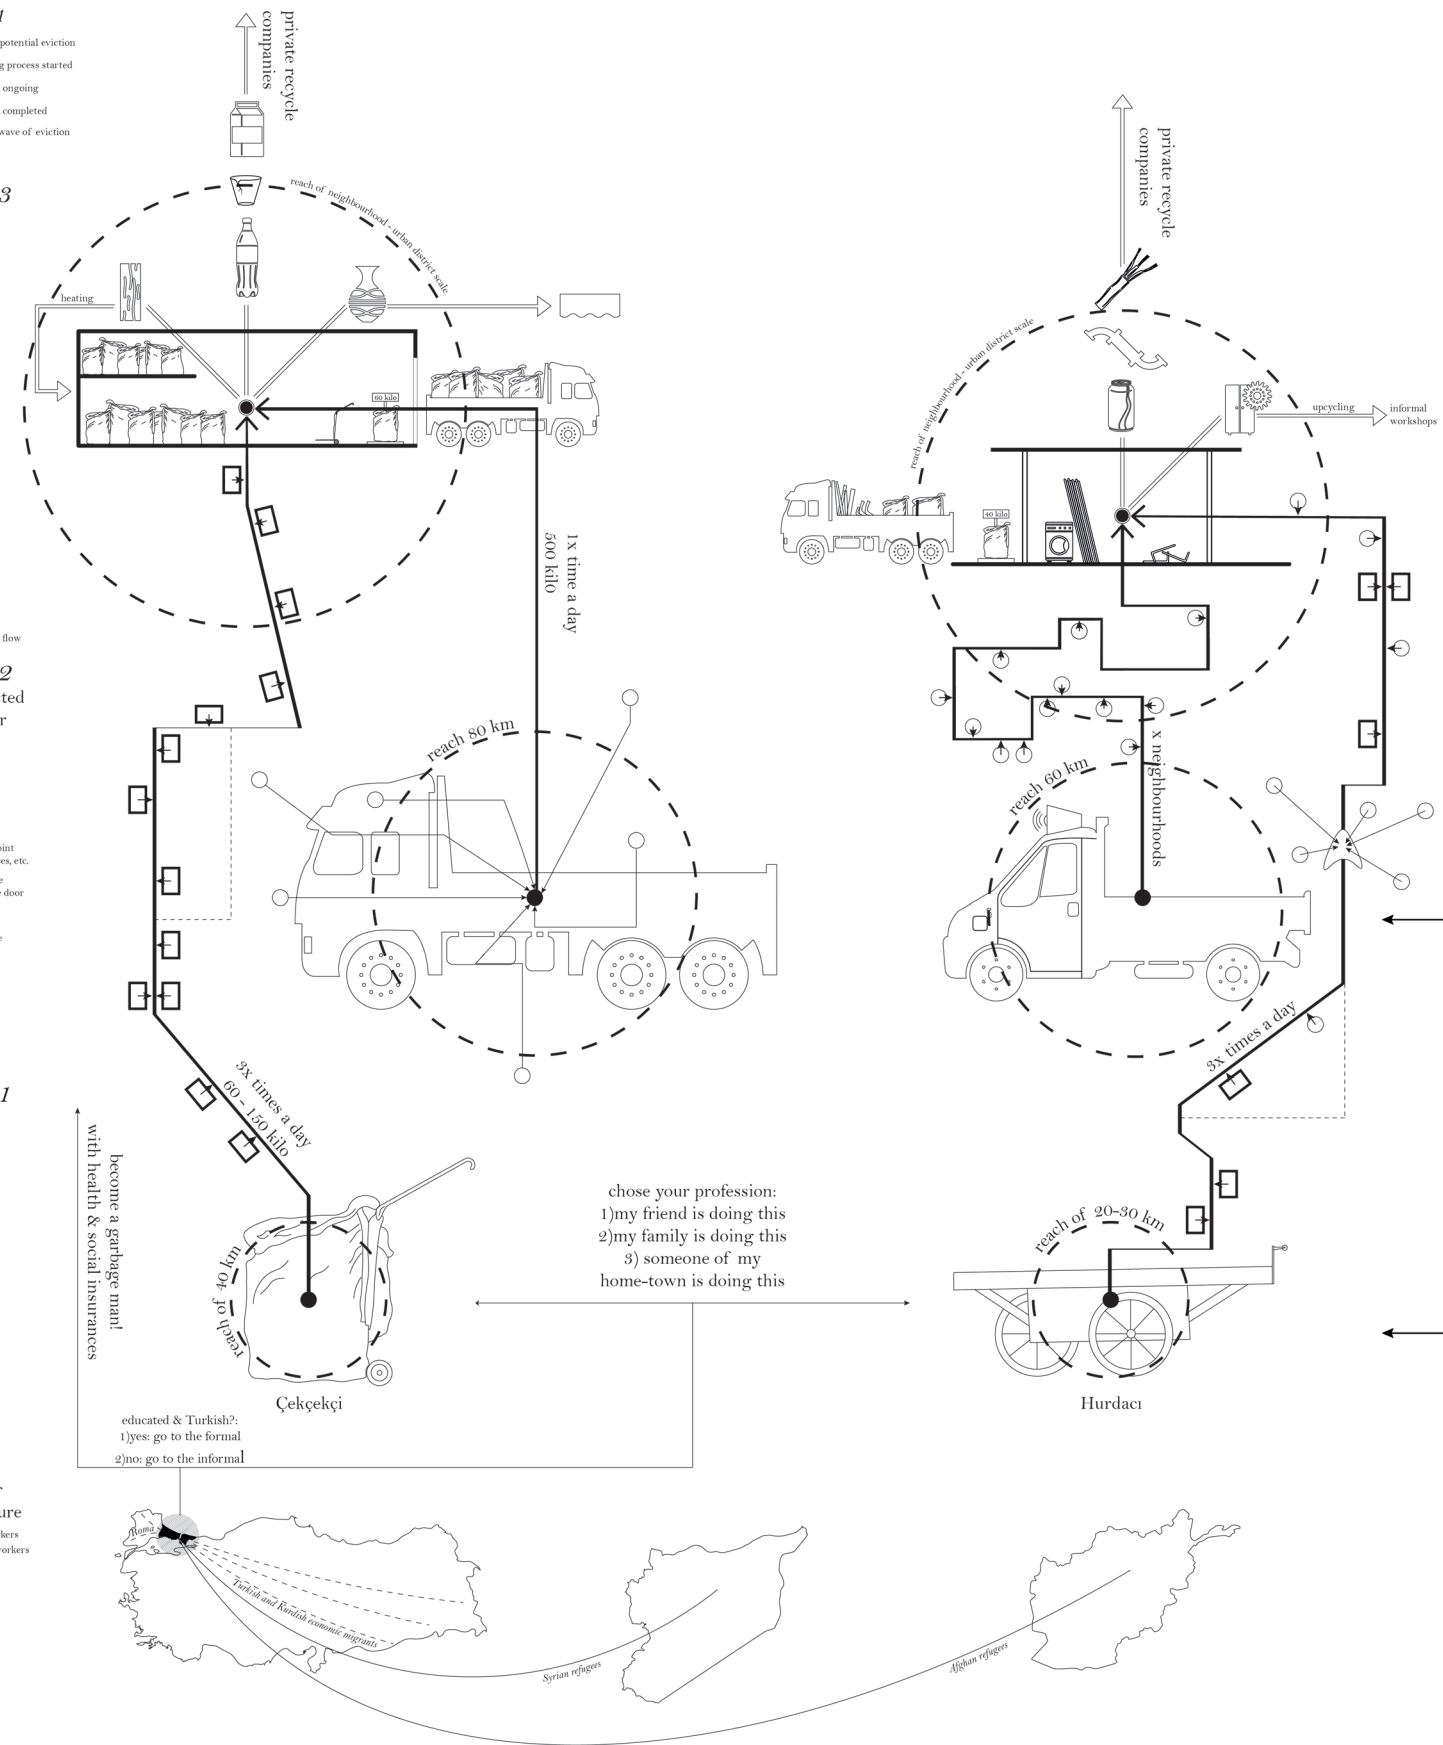 1
potential eviction
g process started
ongoing
completed
wave of eviction
3
flow
2
cted
r
oint
ces, etc.
e
e door
e
1
ure
kers
workers
private recycle
companies
reach of neighbourhood - urban district scale
heating
60 kilo
1x time a day
500 kilo
reach 80 km
3x times a day
60 - 150 kilo
become a garbage man!
with health & social insurances
reach of 40 km
Çekçekçi
chose your profession:
1)my friend is doing this
2)my family is doing this
3) someone of my
home-town is doing this
private recycle
companies
reach of neighbourhood - urban district scale
upcycling
informal
workshops
40 kilo
x neighbourhoods
reach 60 km
3x times a day
reach of 20-30 km
Hurdacı
educated & Turkish?:
1)yes: go to the formal
2)no: go to the informal
Roma
Turkish and Kurdish economic migrants
Syrian refugees
Afghan refugees